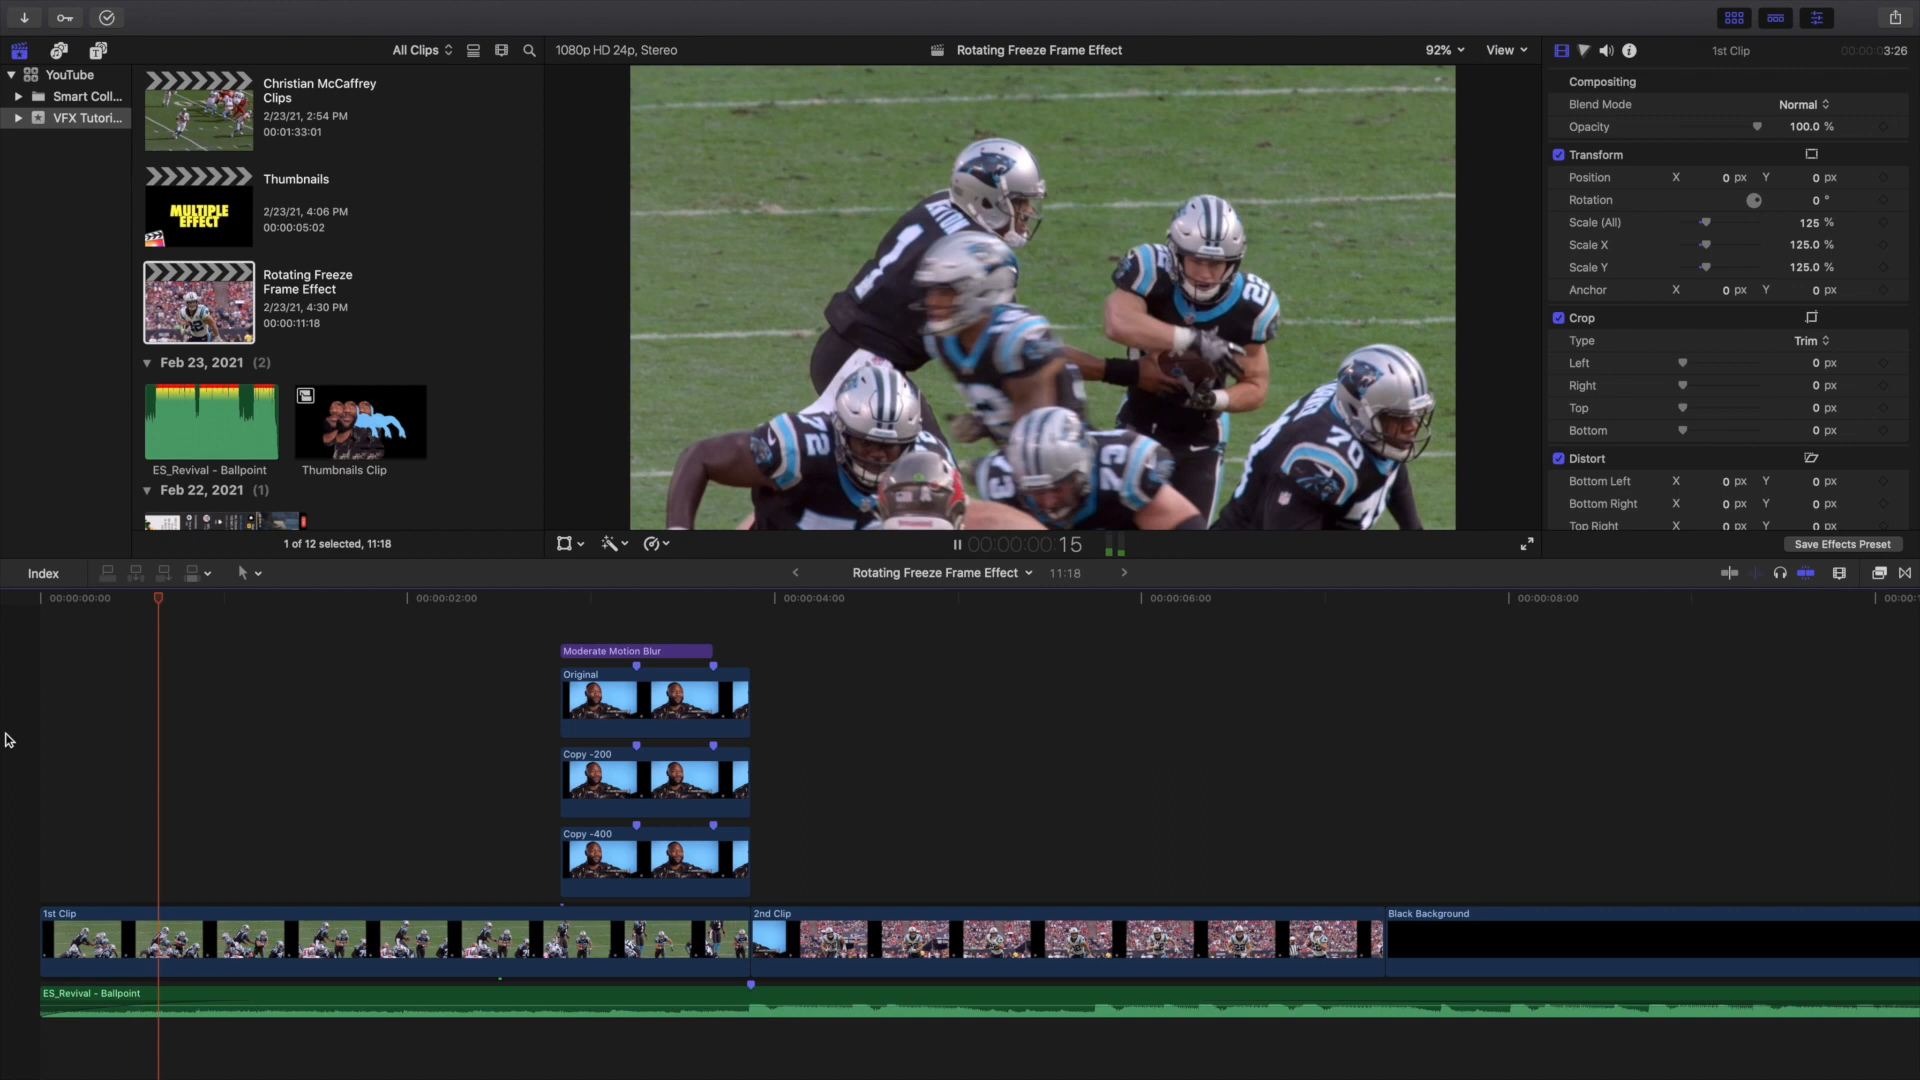 All Clips
1080p HD 24p, Stereo
Rotating Freeze Frame Effect
92%
View
1st Clip
00:00:03:26
YouTube
Smart Coll...
VFX Tutori...
Christian McCaffrey
Clips
2/23/21, 2:54 PM
00:01:33:01
Thumbnails
MULTIPLE
EFFECT
2/23/21, 4:06 PM
00:00:05:02
Rotating Freeze
Frame Effect
2/23/21, 4:30 PM
00:00:11:18
Feb 23, 2021 (2)
ES_Revival - Ballpoint
Thumbnails Clip
Feb 22, 2021 (1)
1 of 12 selected, 11:18
1
22
72
73
70
00:00:00:15
Compositing
Blend Mode Normal
Opacity 100.0 %
Transform
Position X 0 px Y 0 px
Rotation 0 °
Scale (All) 125 %
Scale X 125.0 %
Scale Y 125.0 %
Anchor X 0 px Y 0 px
Crop
Type Trim
Left 0 px
Right 0 px
Top 0 px
Bottom 0 px
Distort
Bottom Left X 0 px Y 0 px
Bottom Right X 0 px Y 0 px
Top Right X 0 px Y 0 px
Save Effects Preset
Index
Rotating Freeze Frame Effect 11:18
00:00:00:00
00:00:02:00
00:00:04:00
00:00:06:00
00:00:08:00
Moderate Motion Blur
Original
Copy -200
Copy -400
1st Clip
2nd Clip
Black Background
ES_Revival - Ballpoint